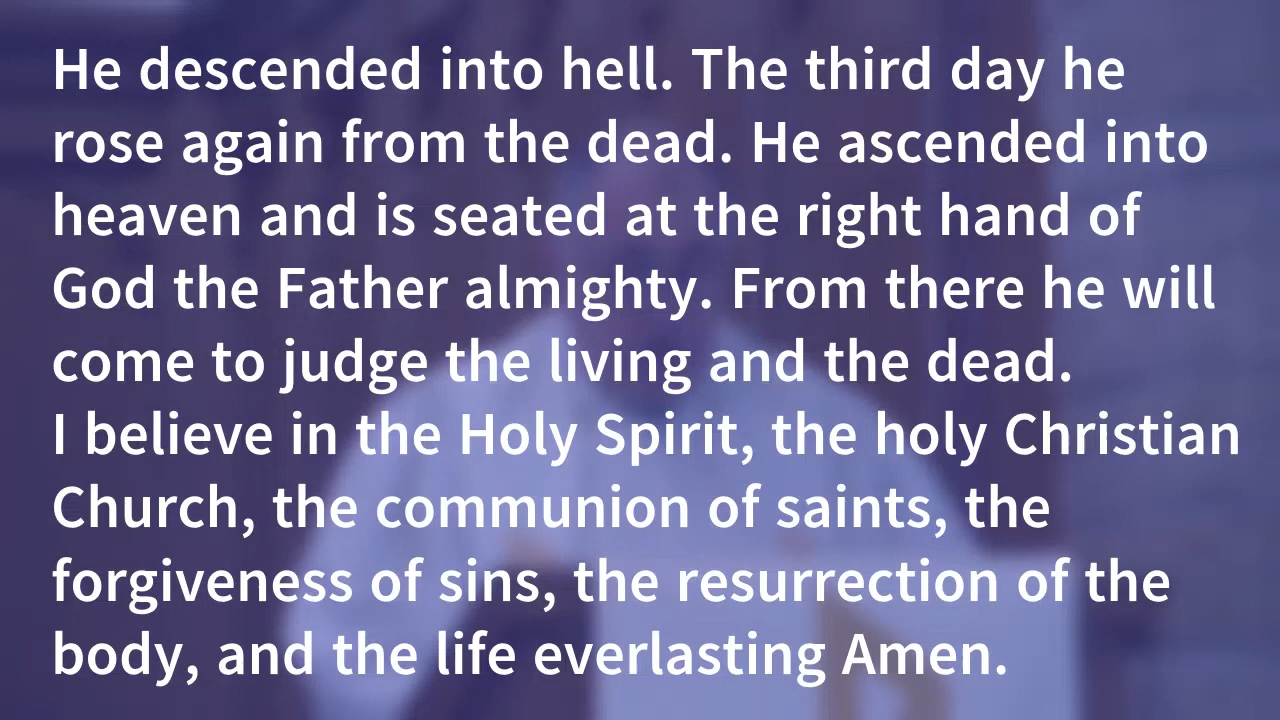 He descended into hell. The third day he
rose again from the dead. He ascended into
heaven and is seated at the right hand of
God the Father almighty. From there he will
come to judge the living and the dead.
I believe in the Holy Spirit, the holy Christian
Church, the communion of saints, the
forgiveness of sins, the resurrection of the
body, and the life everlasting Amen.